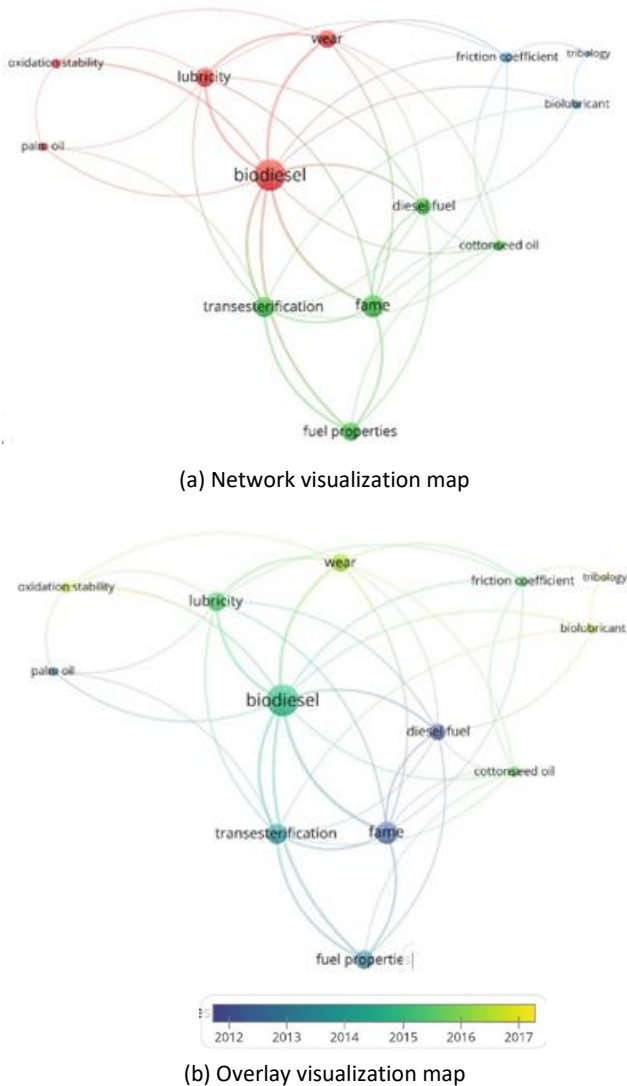 wear
friction coefficient
tribology
oxidation stability
lubricity
biolubricant
palm oil
biodiesel
diesel fuel
cottonseed oil
transesterification
fame
fuel properties
(a) Network visualization map
wear
friction coefficient
tribology
oxidation stability
lubricity
biolubricant
palm oil
biodiesel
diesel fuel
cottonseed oil
transesterification
fame
fuel properties
2012 2013 2014 2015 2016 2017
(b) Overlay visualization map